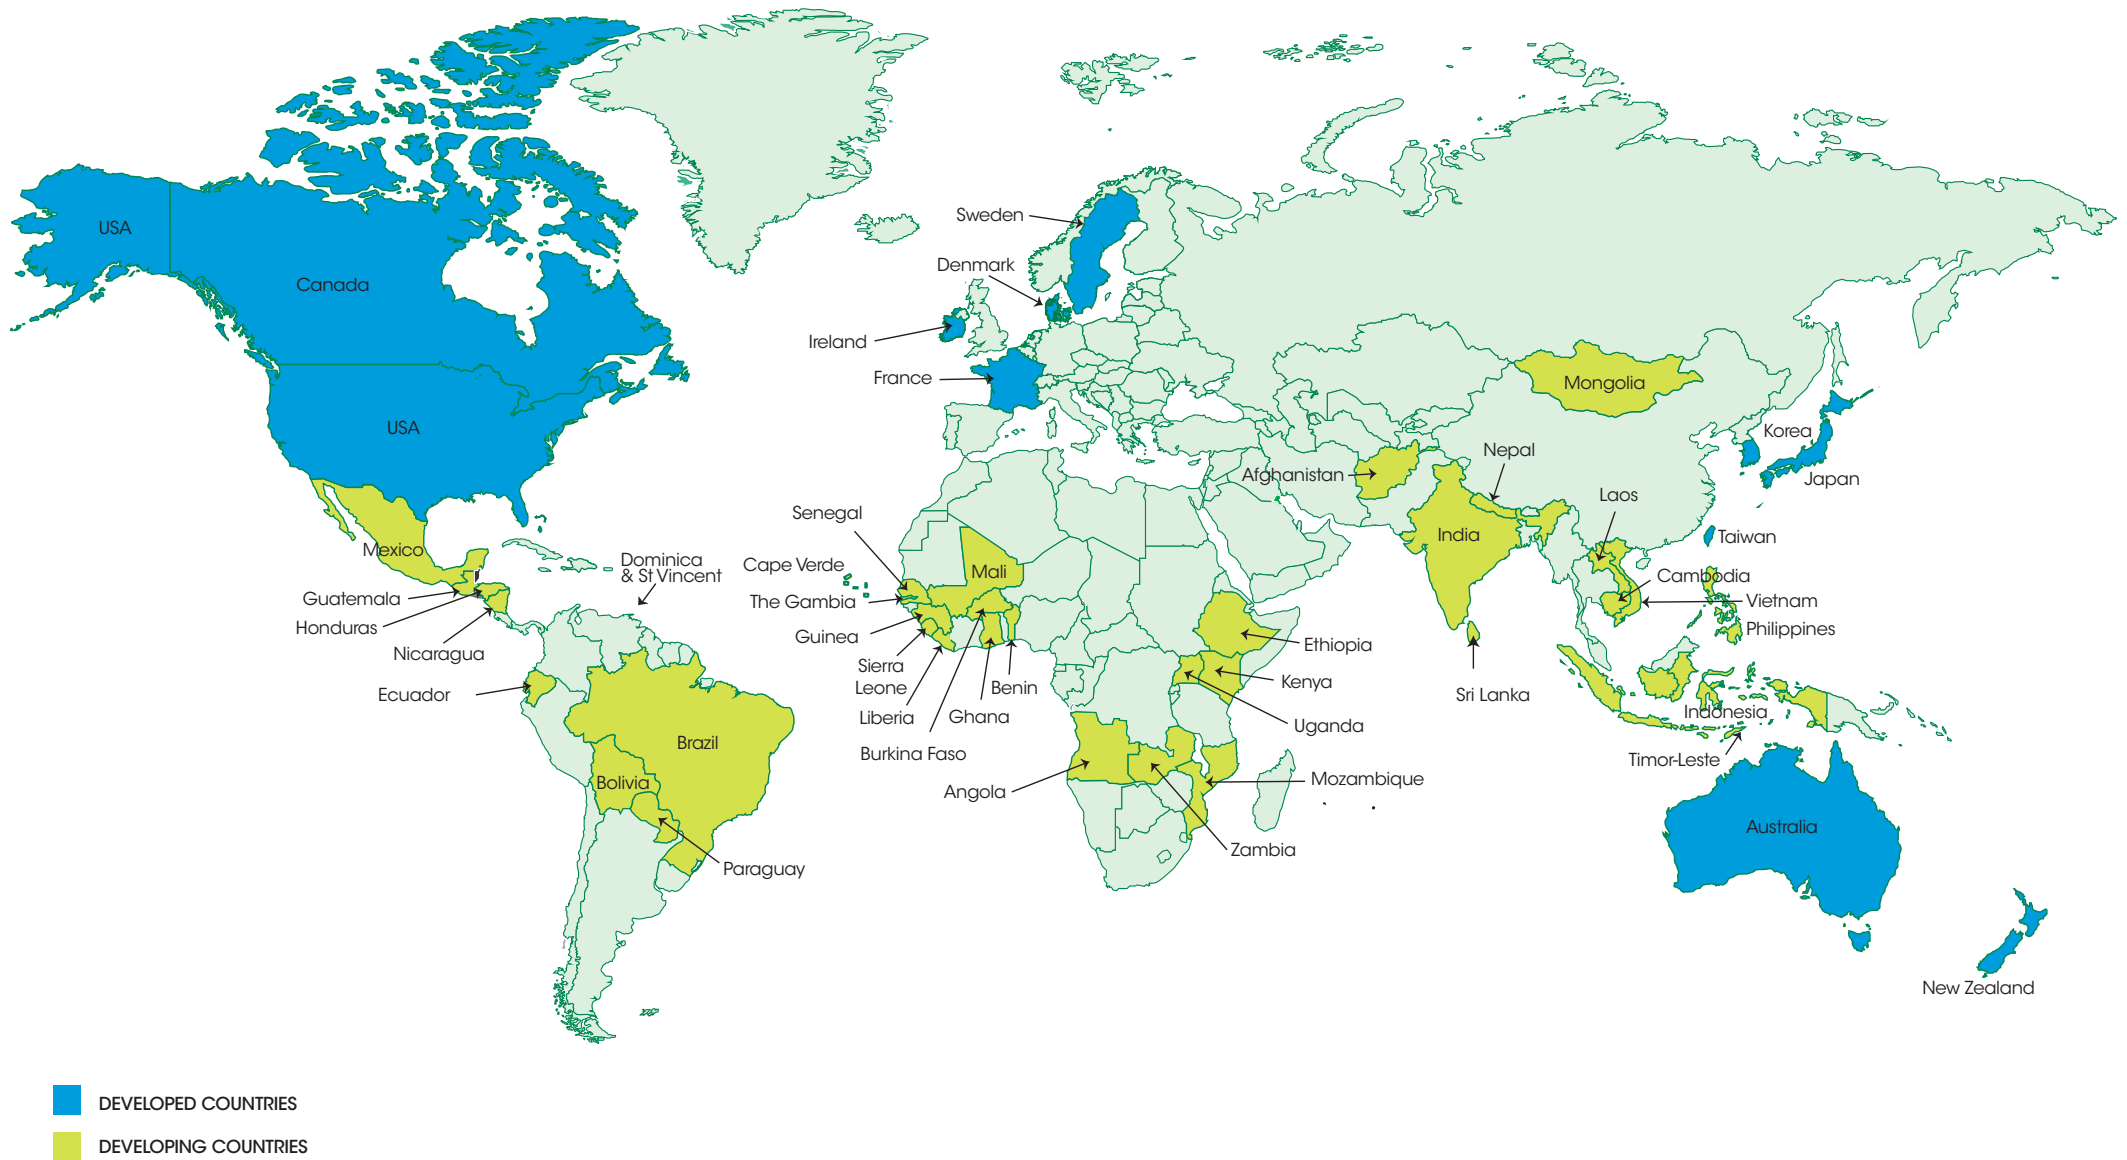 USA
Canada
USA
Mexico
Guatemala
Honduras
Nicaragua
Ecuador
Dominica
& St Vincent
Brazil
Bolivia
Paraguay
Sweden
Denmark
Ireland
France
Senegal
Cape Verde
The Gambia
Guinea
Sierra
Leone
Liberia
Burkina Faso
Ghana
Benin
Mali
Angola
Ethiopia
Kenya
Uganda
Mozambique
Zambia
Afghanistan
Nepal
India
Sri Lanka
Mongolia
Laos
Cambodia
Vietnam
Philippines
Indonesia
Timor-Leste
Korea
Japan
Taiwan
Australia
New Zealand
DEVELOPED COUNTRIES
DEVELOPING COUNTRIES